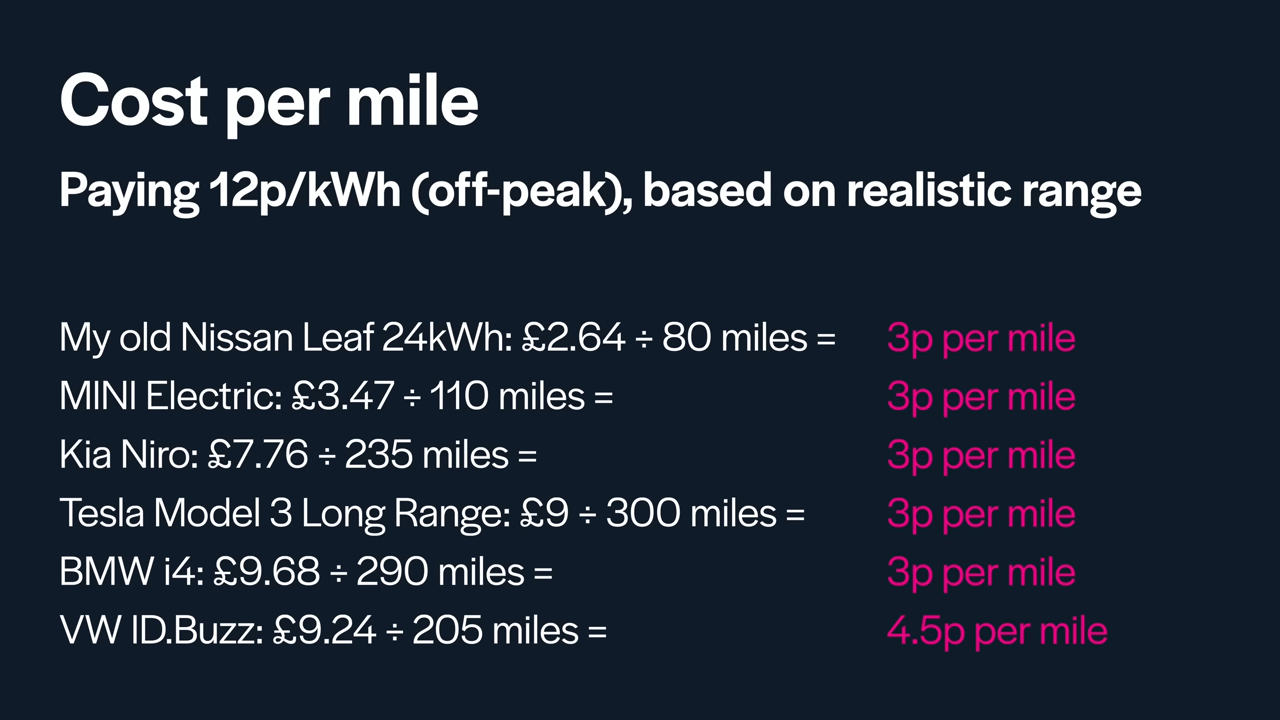 Cost per mile
Paying 12p/kWh (off-peak), based on realistic range
My old Nissan Leaf 24kWh: £2.64 ÷ 80 miles = 3p per mile
MINI Electric: £3.47 ÷ 110 miles = 3p per mile
Kia Niro: £7.76 ÷ 235 miles = 3p per mile
Tesla Model 3 Long Range: £9 ÷ 300 miles = 3p per mile
BMW i4: £9.68 ÷ 290 miles = 3p per mile
VW ID.Buzz: £9.24 ÷ 205 miles = 4.5p per mile